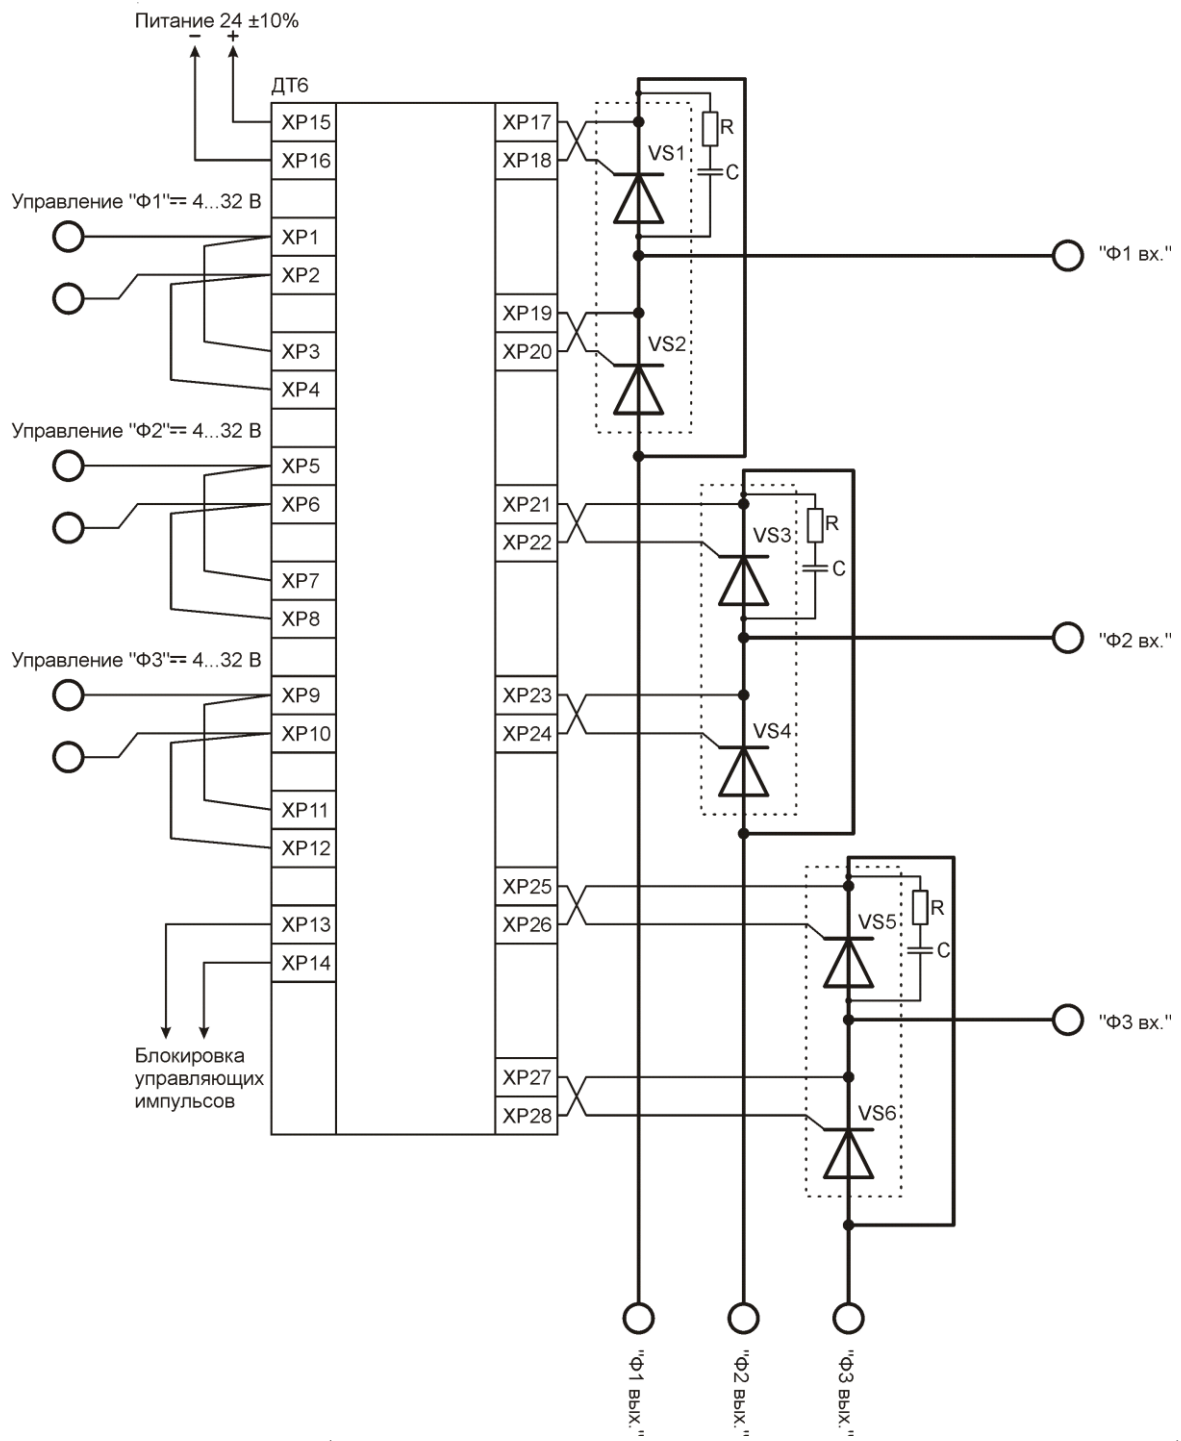 Питание 24 ±10%
− +
ДТ6
XP15
XP16
Управление "Ф1"⎓ 4...32 В
XP1
XP2
XP3
XP4
Управление "Ф2"⎓ 4...32 В
XP5
XP6
XP7
XP8
Управление "Ф3"⎓ 4...32 В
XP9
XP10
XP11
XP12
XP13
XP14
Блокировка
управляющих
импульсов
XP17
XP18
XP19
XP20
XP21
XP22
XP23
XP24
XP25
XP26
XP27
XP28
VS1
R
C
VS2
"Ф1 вх."
VS3
R
C
VS4
"Ф2 вх."
VS5
R
C
VS6
"Ф3 вх."
"Ф1 вых."
"Ф2 вых."
"Ф3 вых."